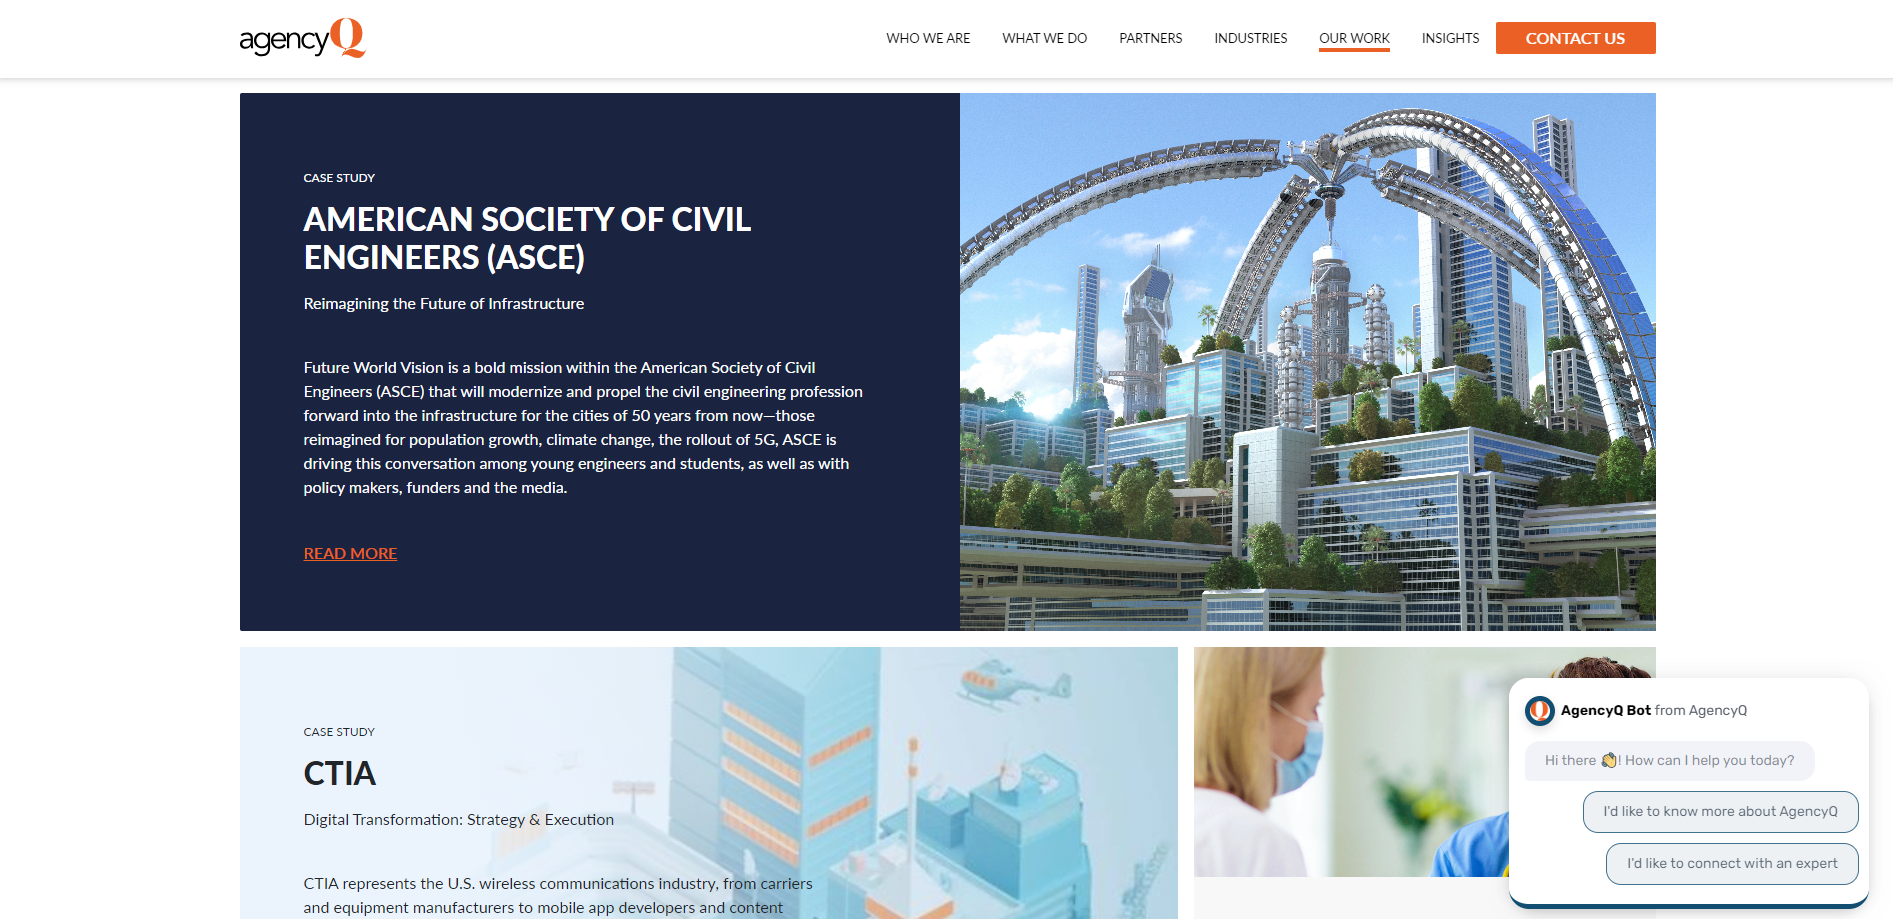 agencyQ
WHO WE ARE
WHAT WE DO
PARTNERS
INDUSTRIES
OUR WORK
INSIGHTS
CONTACT US
CASE STUDY
AMERICAN SOCIETY OF CIVIL
ENGINEERS (ASCE)
Reimagining the Future of Infrastructure
Future World Vision is a bold mission within the American Society of Civil
Engineers (ASCE) that will modernize and propel the civil engineering profession
forward into the infrastructure for the cities of 50 years from now—those
reimagined for population growth, climate change, the rollout of 5G, ASCE is
driving this conversation among young engineers and students, as well as with
policy makers, funders and the media.
READ MORE
CASE STUDY
CTIA
Digital Transformation: Strategy & Execution
CTIA represents the U.S. wireless communications industry, from carriers
and equipment manufacturers to mobile app developers and content
Q AgencyQ Bot from AgencyQ
Hi there 👋! How can I help you today?
I'd like to know more about AgencyQ
I'd like to connect with an expert